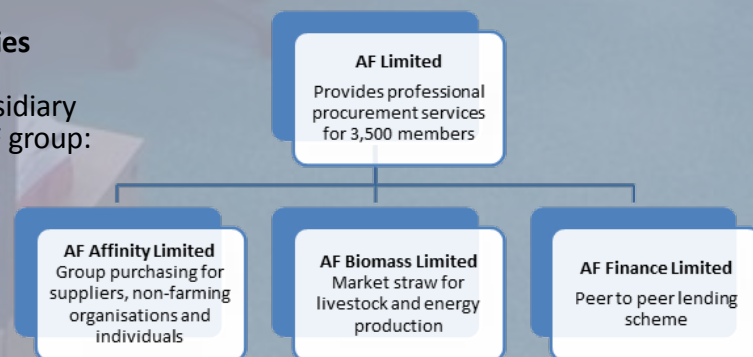 ies
sidiary
group:
AF Limited
Provides professional
procurement services
for 3,500 members
AF Affinity Limited
Group purchasing for
suppliers, non-farming
organisations and
individuals
AF Biomass Limited
Market straw for
livestock and energy
production
AF Finance Limited
Peer to peer lending
scheme